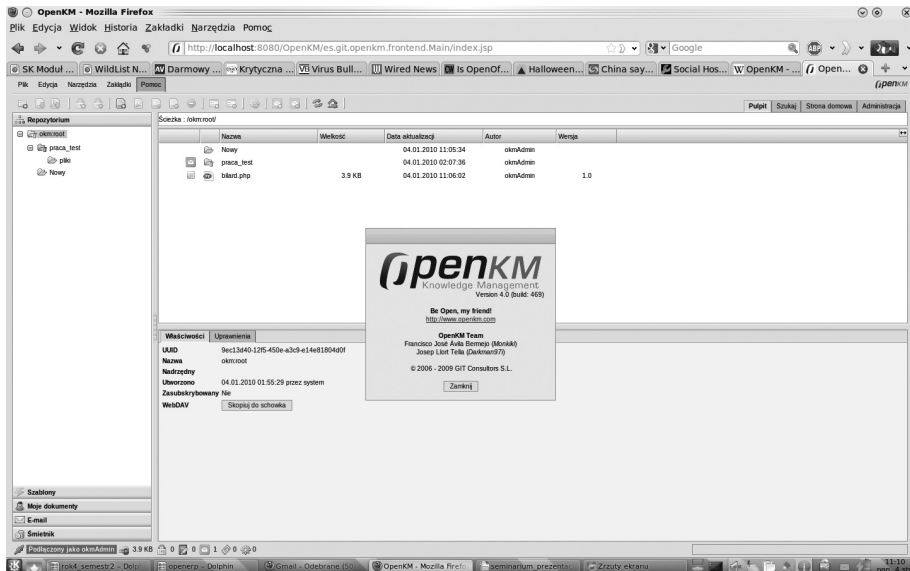 OpenKM - Mozilla Firefox
Plik Edycja Widok Historia Zakładki Narzędzia Pomoc
http://localhost:8080/OpenKM/es.git.openkm.frontend.Main/index.jsp
Google
ABP
SK Moduł ... WildList N... Darmowy ... Krytyczna ... Virus Bull... Wired News Is OpenOf... Halloween... China say... Social Hos... OpenKM - ... Open...
Plik Edycja Narzędzia Zakładki Pomoc
OpenKM
Pulpit Szukaj Strona domowa Administracja
Repozytorium
Ścieżka : /okm:root/
okm:root
praca_test
pliki
Nowy
Nazwa Wielkość Data aktualizacji Autor Wersja
Nowy 04.01.2010 11:05:34 okmAdmin
praca_test 04.01.2010 02:07:36 okmAdmin
bilard.php 3.9 KB 04.01.2010 11:06:02 okmAdmin 1.0
OpenKM
Knowledge Management
Version 4.0 (build: 469)
Be Open, my friend!
http://www.openkm.com
OpenKM Team
Francisco José Ávila Bermejo (Monkiki)
Josep Llort Tella (Darkman97i)
© 2006 - 2009 GIT Consultors S.L.
Zamknij
Właściwości Uprawnienia
UUID 9ec13d40-12f5-450e-a3c9-e14e81804d0f
Nazwa okm:root
Nadrzędny
Utworzono 04.01.2010 01:55:29 przez system
Zasubskrybowany Nie
WebDAV Skopiuj do schowka
Szablony
Moje dokumenty
E-mail
Śmietnik
Podłączony jako okmAdmin 3.9 KB 0 0 1 0 0
rok4_semestr2 - Dolph openerp - Dolphin Gmail - Odebrane (50) OpenKM - Mozilla Firefo seminarium_prezentac Zrzuty ekranu
11:10